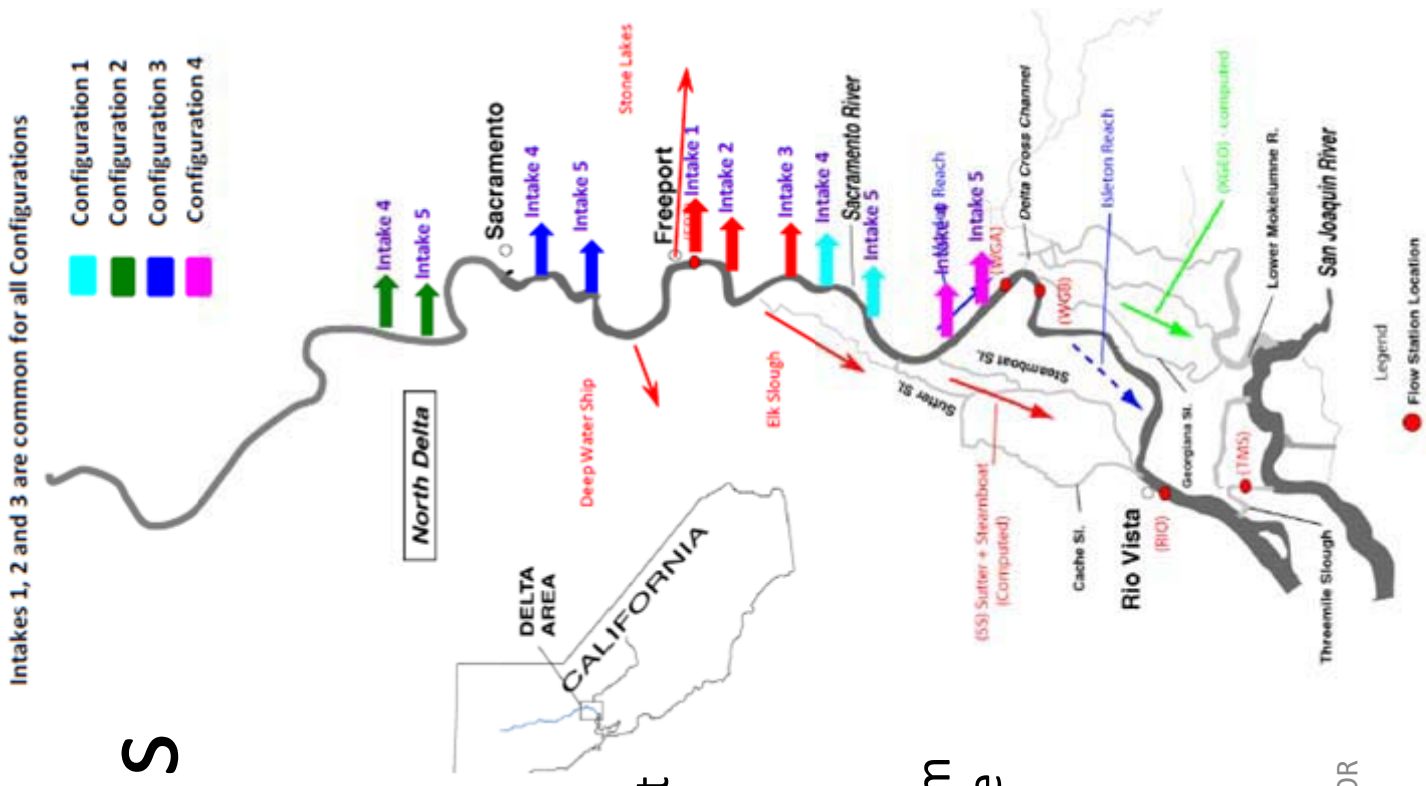 Intakes 1, 2 and 3 are common for all Configurations
Configuration 1
Configuration 2
Configuration 3
Configuration 4
s
North Delta
Intake 4
Intake 5
Sacramento
Intake 4
Intake 5
Stone Lakes
Freeport
Intake 1
Intake 2
Deep Water Ship
Intake 3
Intake 4
Sacramento River
Intake 5
Elk Slough
Intake 4
Reach
Intake 5
(WGA)
Delta Cross Channel
(WGB)
Isleton Reach
(XGEO) - computed
Sutter Sl.
Steamboat Sl.
(SS) Sutter + Steamboat
(Computed)
Cache Sl.
Georgiana Sl.
Lower Mokelumne R.
San Joaquin River
Rio Vista
(RIO)
(TMS)
Threemile Slough
Legend
Flow Station Location
DELTA
AREA
CALIFORNIA
t
m
e
OR